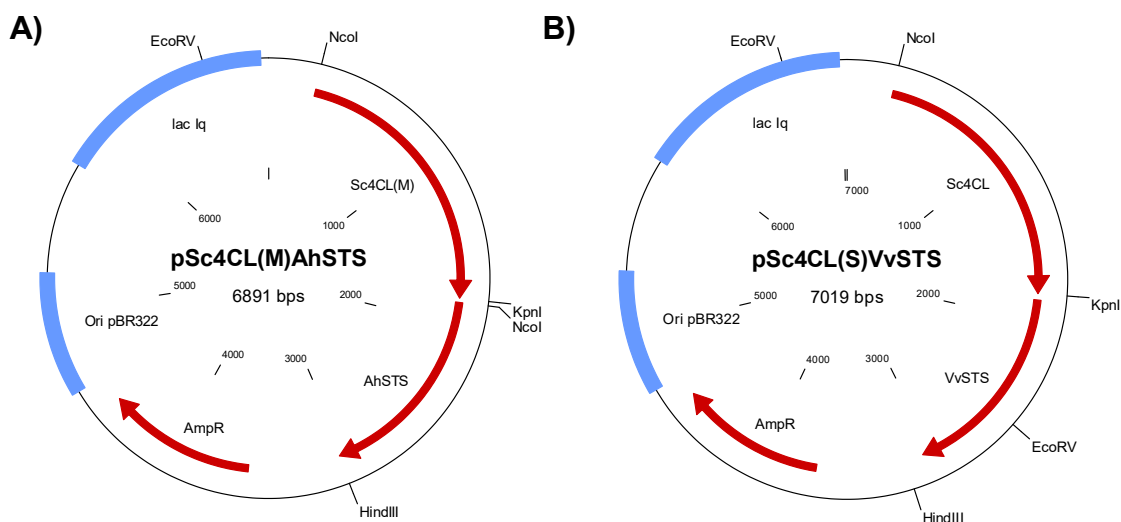 A)
NcoI
EcoRV
lac Iq
Sc4CL(M)
1000
6000
pSc4CL(M)AhSTS
6891 bps
5000
2000
KpnI
NcoI
Ori pBR322
4000
3000
AhSTS
AmpR
HindIII
B)
NcoI
EcoRV
lac Iq
7000
Sc4CL
1000
6000
pSc4CL(S)VvSTS
7019 bps
5000
2000
KpnI
Ori pBR322
4000
3000
VvSTS
AmpR
EcoRV
HindIII